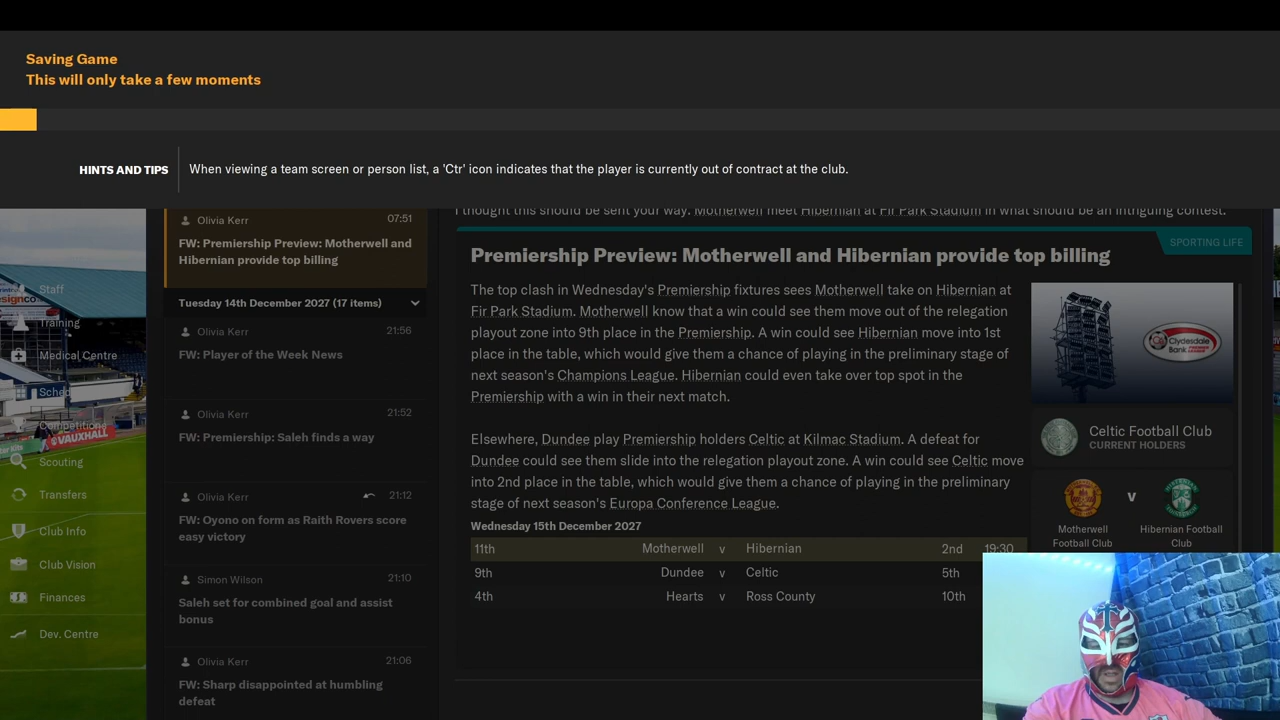 Saving Game
This will only take a few moments
HINTS AND TIPS
When viewing a team screen or person list, a 'Ctr' icon indicates that the player is currently out of contract at the club.
Staff
Training
Medical Centre
Sched
Competition
Scouting
Transfers
Club Info
Club Vision
Finances
Dev. Centre
VAUXHALL
Olivia Kerr 07:51
FW: Premiership Preview: Motherwell and
Hibernian provide top billing
Tuesday 14th December 2027 (17 items)
Olivia Kerr 21:56
FW: Player of the Week News
Olivia Kerr 21:52
FW: Premiership: Saleh finds a way
Olivia Kerr 21:12
FW: Oyono on form as Raith Rovers score
easy victory
Simon Wilson 21:10
Saleh set for combined goal and assist
bonus
Olivia Kerr 21:06
FW: Sharp disappointed at humbling
defeat
I thought this should be sent your way. Motherwell meet Hibernian at Fir Park Stadium in what should be an intriguing contest.
SPORTING LIFE
Premiership Preview: Motherwell and Hibernian provide top billing
The top clash in Wednesday's Premiership fixtures sees Motherwell take on Hibernian at
Fir Park Stadium. Motherwell know that a win could see them move out of the relegation
playout zone into 9th place in the Premiership. A win could see Hibernian move into 1st
place in the table, which would give them a chance of playing in the preliminary stage of
next season's Champions League. Hibernian could even take over top spot in the
Premiership with a win in their next match.
Elsewhere, Dundee play Premiership holders Celtic at Kilmac Stadium. A defeat for
Dundee could see them slide into the relegation playout zone. A win could see Celtic move
into 2nd place in the table, which would give them a chance of playing in the preliminary
stage of next season's Europa Conference League.
Wednesday 15th December 2027
11th Motherwell v Hibernian 2nd 19:30
9th Dundee v Celtic 5th
4th Hearts v Ross County 10th
Clydesdale
Bank
Celtic Football Club
CURRENT HOLDERS
v
Motherwell
Football Club
Hibernian Football
Club